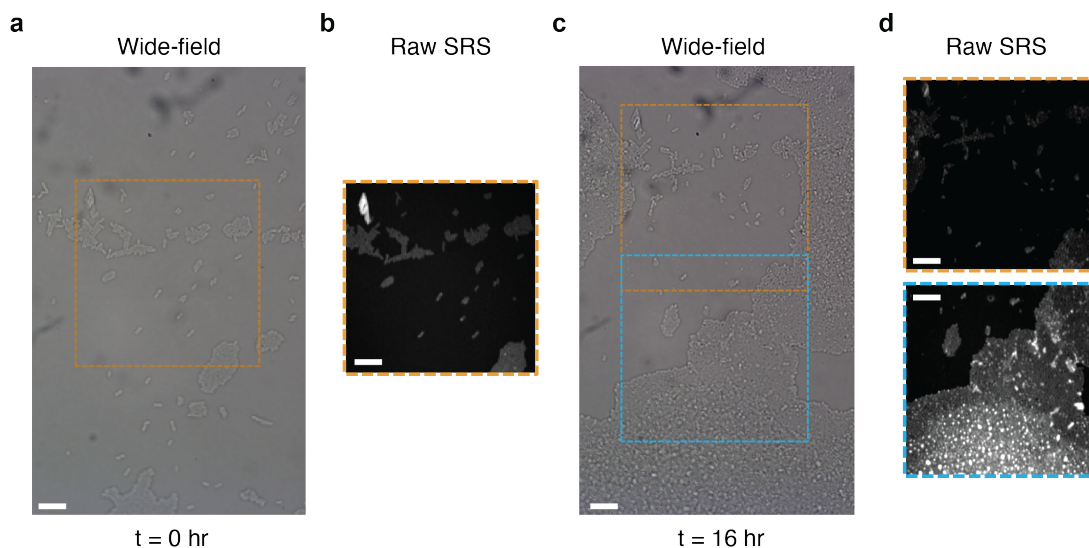 a
Wide-field
t = 0 hr
b
Raw SRS
c
Wide-field
t = 16 hr
d
Raw SRS